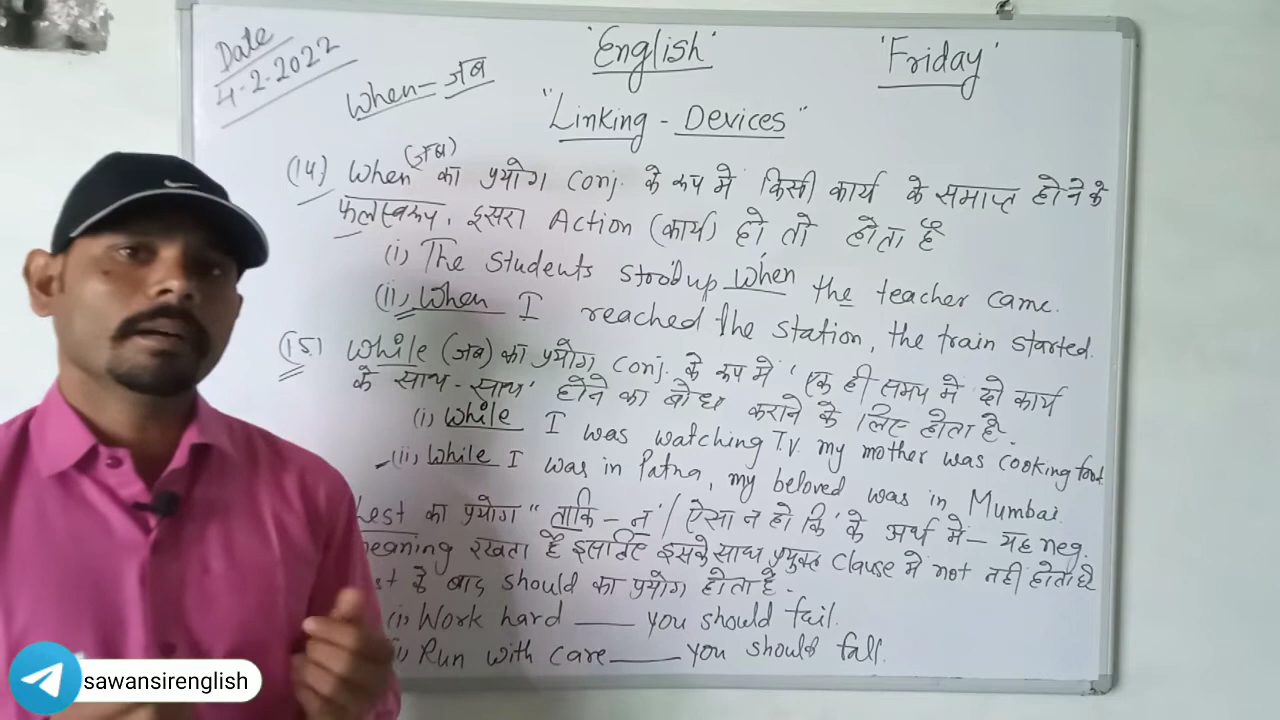 Date
4-2-2022
'English'
'Friday'
When - जब
"Linking - Devices"
(14) When (जब) का प्रयोग Conj. के रूप में किसी कार्य के समाप्त होने के
फलस्वरूप, दूसरा Action (कार्य) हो तो होता है
(i) The students stood up when the teacher came.
(ii) When I reached the station, the train started.
(15) While (जब) का प्रयोग Conj. के रूप में 'एक ही समय में दो कार्य
के साथ-साथ' होने का बोध कराने के लिए होता है.
(i) While I was watching T.V. my mother was cooking food.
(ii) While I was in Patna, my beloved was in Mumbai.
Lest का प्रयोग "ताकि - न'/ ऐसा न हो कि' के अर्थ में - यह neg.
meaning रखता है इसलिए इसके साथ प्रयुक्त Clause में not नहीं होता है
st के बाद should का प्रयोग होता है.
(i) Work hard ____ you should fail.
Run with care ____ you should fall.
sawansirenglish